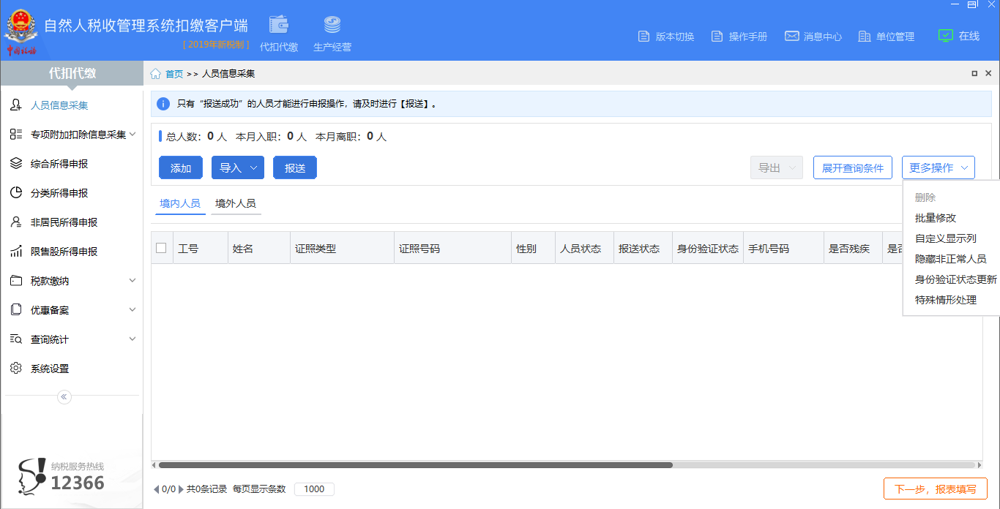 自然人税收管理系统扣缴客户端
[ 2019年新税制 ]
代扣代缴
生产经营
版本切换
操作手册
消息中心
单位管理
在线
中国税务
代扣代缴
首页 >> 人员信息采集
人员信息采集
专项附加扣除信息采集
综合所得申报
分类所得申报
非居民所得申报
限售股所得申报
税款缴纳
优惠备案
查询统计
系统设置
纳税服务热线
12366
只有“报送成功”的人员才能进行申报操作，请及时进行【报送】。
总人数：0 人 本月入职：0 人 本月离职：0 人
添加
导入
报送
导出
展开查询条件
更多操作
删除
批量修改
自定义显示列
隐藏非正常人员
身份验证状态更新
特殊情形处理
境内人员
境外人员
工号 姓名 证照类型 证照号码 性别 人员状态 报送状态 身份验证状态 手机号码 是否残疾 是否
0/0 共0条记录 每页显示条数 1000
下一步，报表填写